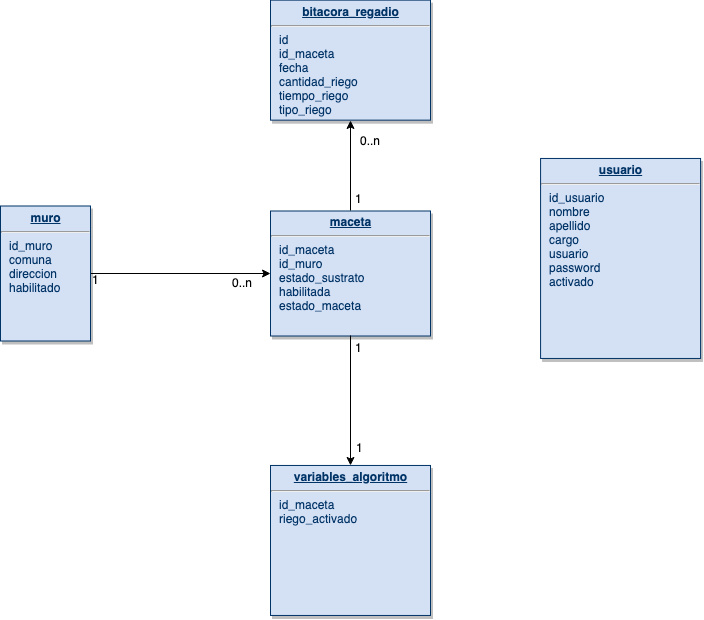 bitacora_regadio
id
id_maceta
fecha
cantidad_riego
tiempo_riego
tipo_riego
0..n
1
usuario
id_usuario
nombre
apellido
cargo
usuario
password
activado
muro
id_muro
comuna
direccion
habilitado
1
0..n
maceta
id_maceta
id_muro
estado_sustrato
habilitada
estado_maceta
1
1
variables_algoritmo
id_maceta
riego_activado